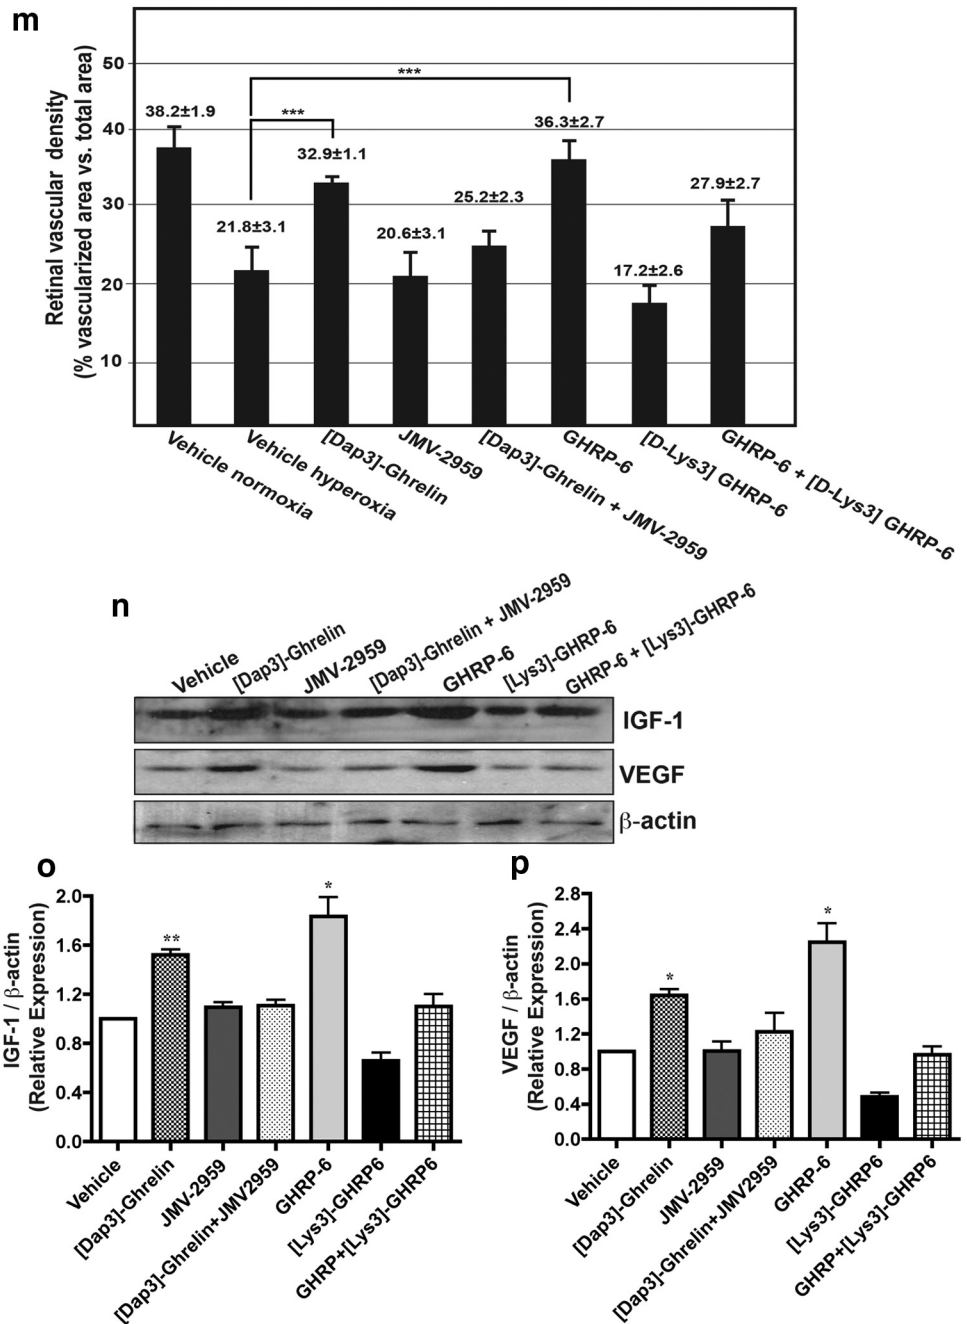 m
Retinal vascular density
(% vascularized area vs. total area)
50
40
30
20
10
***
***
38.2±1.9
21.8±3.1
32.9±1.1
20.6±3.1
25.2±2.3
36.3±2.7
17.2±2.6
27.9±2.7
Vehicle normoxia
Vehicle hyperoxia
[Dap3]-Ghrelin
JMV-2959
[Dap3]-Ghrelin + JMV-2959
GHRP-6
[D-Lys3] GHRP-6
GHRP-6 + [D-Lys3] GHRP-6
n
Vehicle
[Dap3]-Ghrelin
JMV-2959
[Dap3]-Ghrelin + JMV-2959
GHRP-6
[Lys3]-GHRP-6
GHRP-6 + [Lys3]-GHRP-6
IGF-1
VEGF
β-actin
o
IGF-1 / β-actin
(Relative Expression)
2.0
1.6
1.2
0.8
0.4
0.0
**
*
Vehicle
[Dap3]-Ghrelin
JMV-2959
[Dap3]-Ghrelin+JMV2959
GHRP-6
[Lys3]-GHRP6
GHRP+[Lys3]-GHRP6
p
VEGF / β-actin
(Relative Expression)
2.8
2.4
2.0
1.6
1.2
0.8
0.4
0.0
*
*
Vehicle
[Dap3]-Ghrelin
JMV-2959
[Dap3]-Ghrelin+JMV2959
GHRP-6
[Lys3]-GHRP6
GHRP+[Lys3]-GHRP6